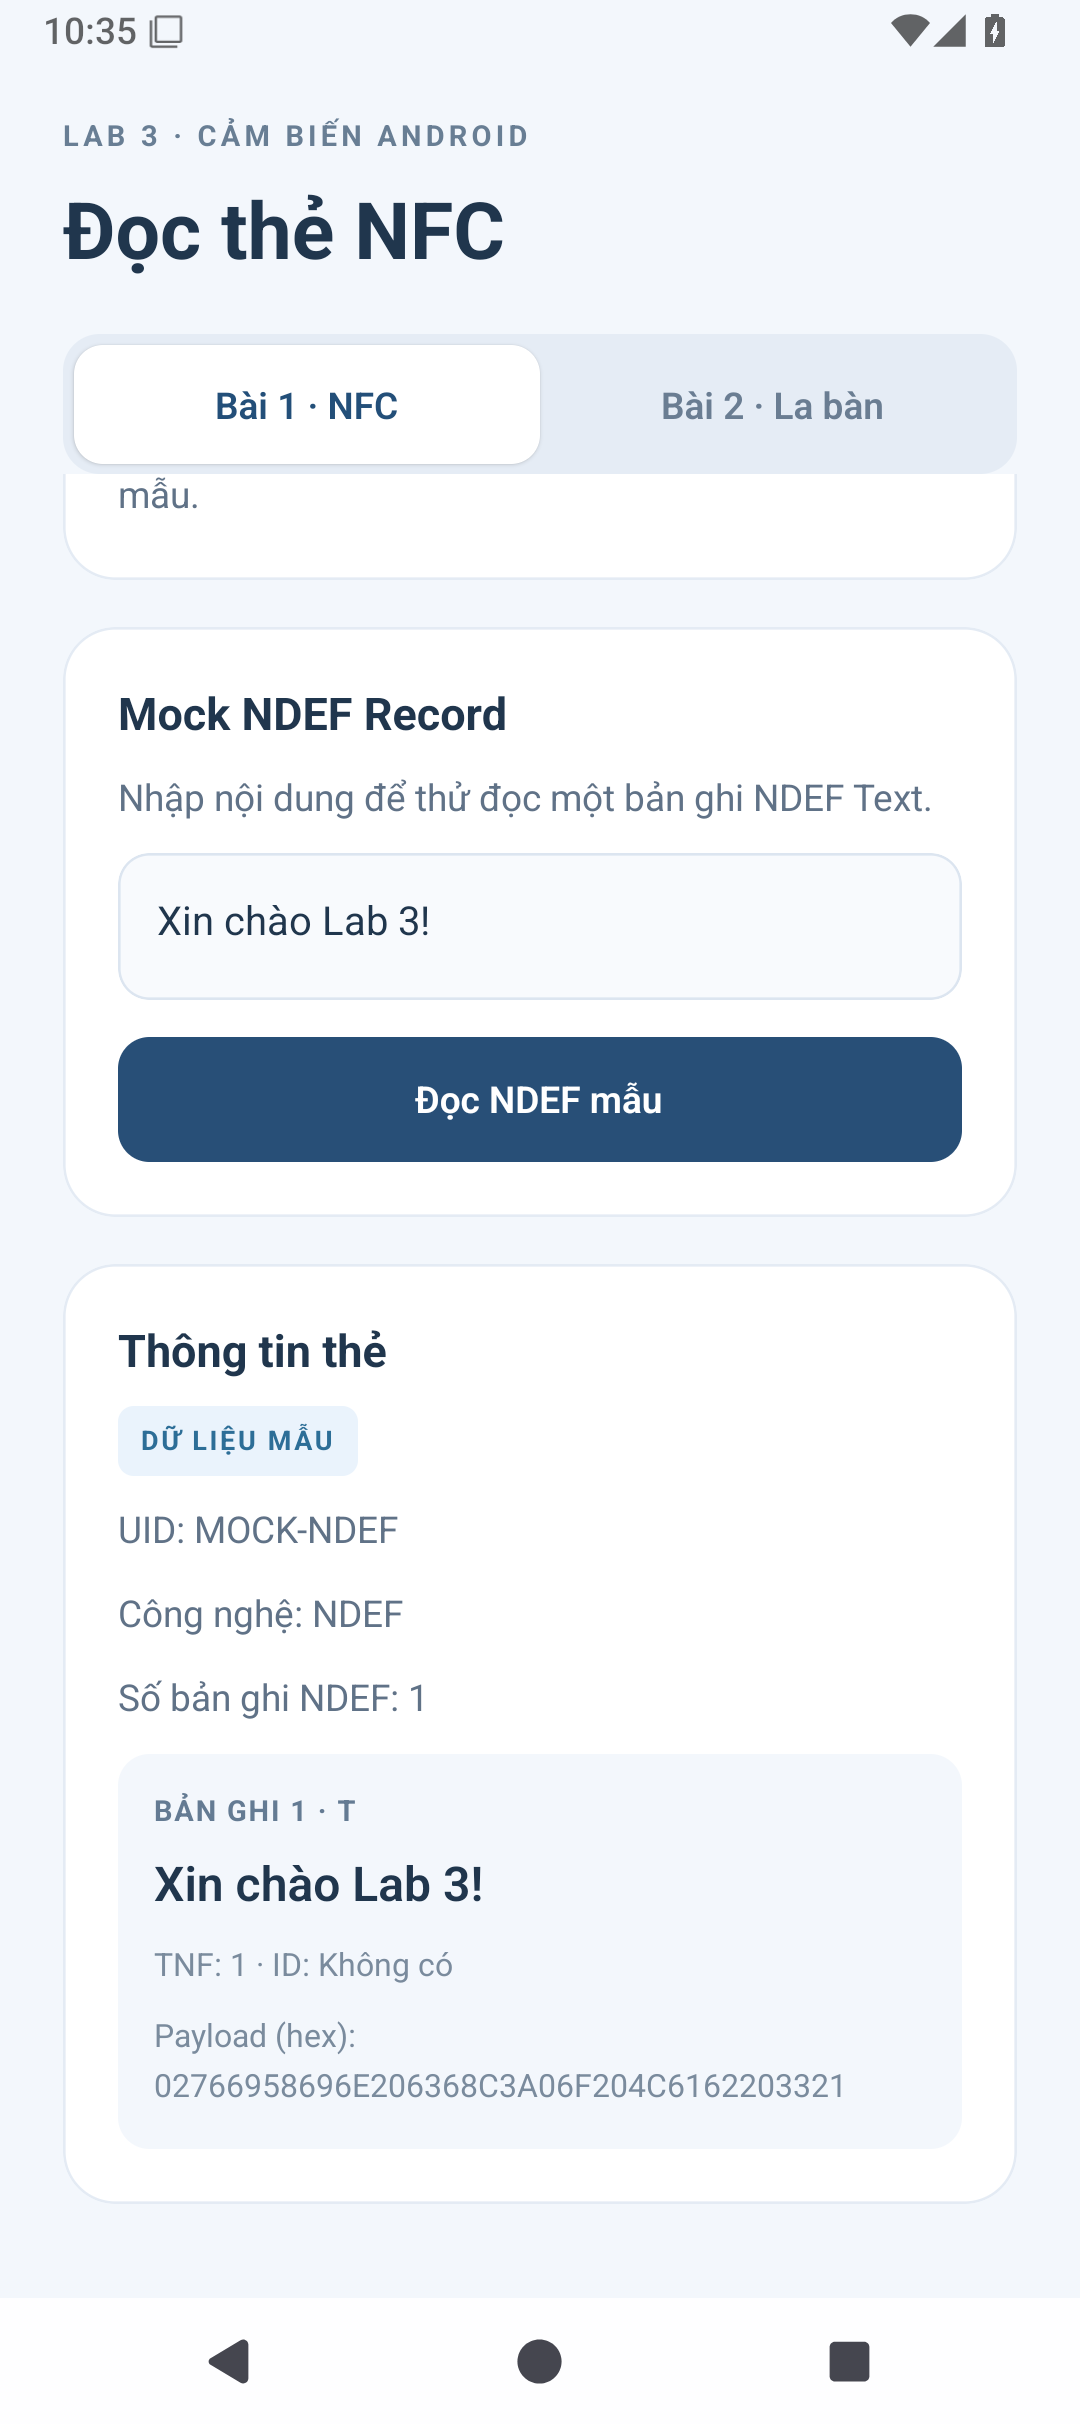 10:35
LAB 3 · CẢM BIẾN ANDROID
Đọc thẻ NFC
Bài 1 · NFC
Bài 2 · La bàn
mẫu.
Mock NDEF Record
Nhập nội dung để thử đọc một bản ghi NDEF Text.
Xin chào Lab 3!
Đọc NDEF mẫu
Thông tin thẻ
DỮ LIỆU MẪU
UID: MOCK-NDEF
Công nghệ: NDEF
Số bản ghi NDEF: 1
BẢN GHI 1 · T
Xin chào Lab 3!
TNF: 1 · ID: Không có
Payload (hex):
02766958696E206368C3A06F204C6162203321